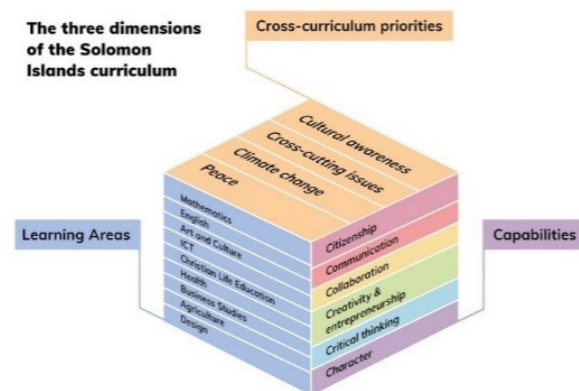 The three dimensions
of the Solomon
Islands curriculum
Cross-curriculum priorities
Cultural awareness
Cross-cutting issues
Climate change
Peace
Learning Areas
Mathematics
English
Art and Culture
ICT
Christian Life Education
Health
Business Studies
Agriculture
Design
Capabilities
Citizenship
Communication
Collaboration
Creativity &
entrepreneurship
Critical thinking
Character